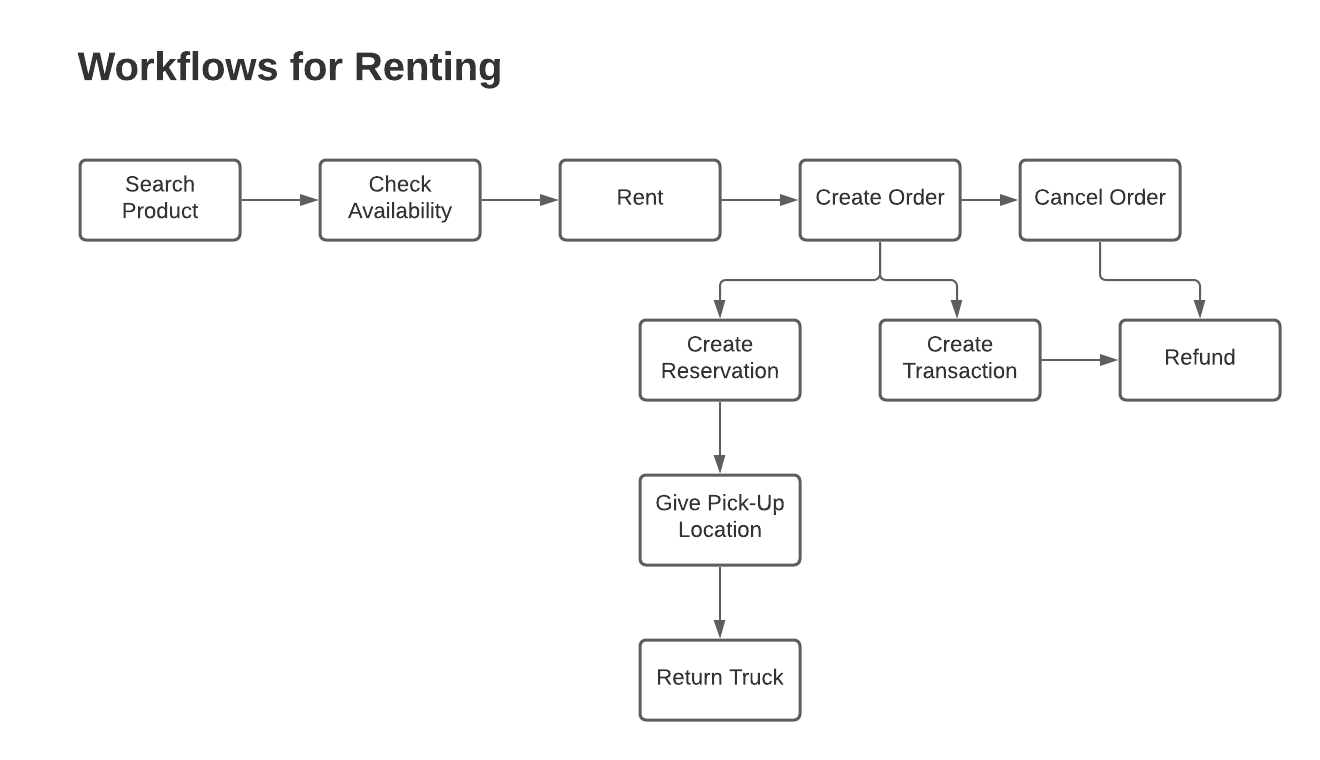 Workflows for Renting
Search
Product
Check
Availability
Rent
Create Order
Cancel Order
Create
Reservation
Create
Transaction
Refund
Give Pick-Up
Location
Return Truck